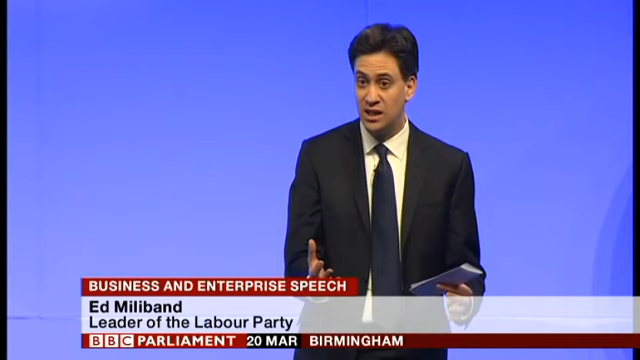 BUSINESS AND ENTERPRISE SPEECH
Ed Miliband
Leader of the Labour Party
BBC PARLIAMENT 20 MAR BIRMINGHAM